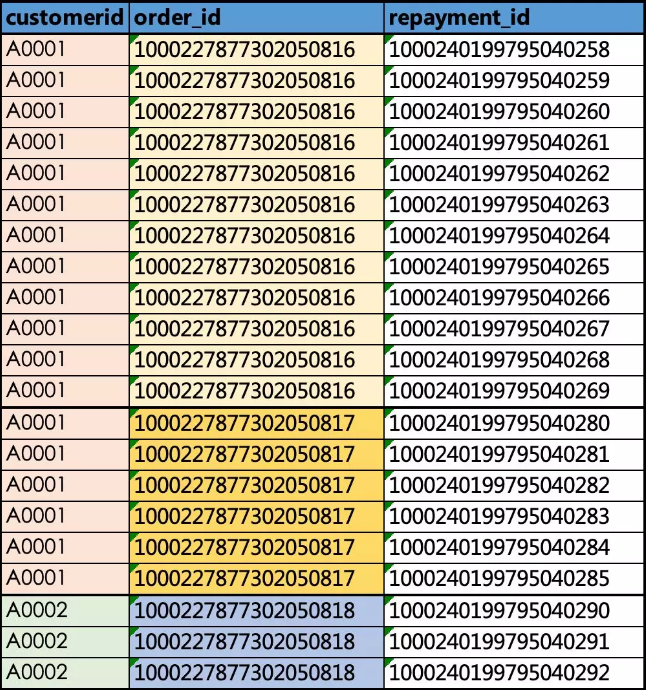 customerid order_id repayment_id
A0001 1000227877302050816 1000240199795040258
A0001 1000227877302050816 1000240199795040259
A0001 1000227877302050816 1000240199795040260
A0001 1000227877302050816 1000240199795040261
A0001 1000227877302050816 1000240199795040262
A0001 1000227877302050816 1000240199795040263
A0001 1000227877302050816 1000240199795040264
A0001 1000227877302050816 1000240199795040265
A0001 1000227877302050816 1000240199795040266
A0001 1000227877302050816 1000240199795040267
A0001 1000227877302050816 1000240199795040268
A0001 1000227877302050816 1000240199795040269
A0001 1000227877302050817 1000240199795040280
A0001 1000227877302050817 1000240199795040281
A0001 1000227877302050817 1000240199795040282
A0001 1000227877302050817 1000240199795040283
A0001 1000227877302050817 1000240199795040284
A0001 1000227877302050817 1000240199795040285
A0002 1000227877302050818 1000240199795040290
A0002 1000227877302050818 1000240199795040291
A0002 1000227877302050818 1000240199795040292